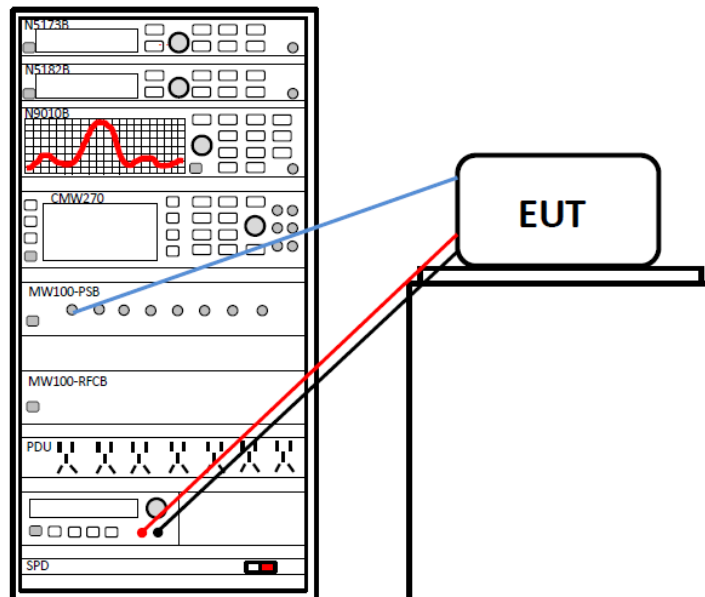 N5173B
N5182B
N9010B
CMW270
EUT
MW100-PSB
MW100-RFCB
PDU
SPD